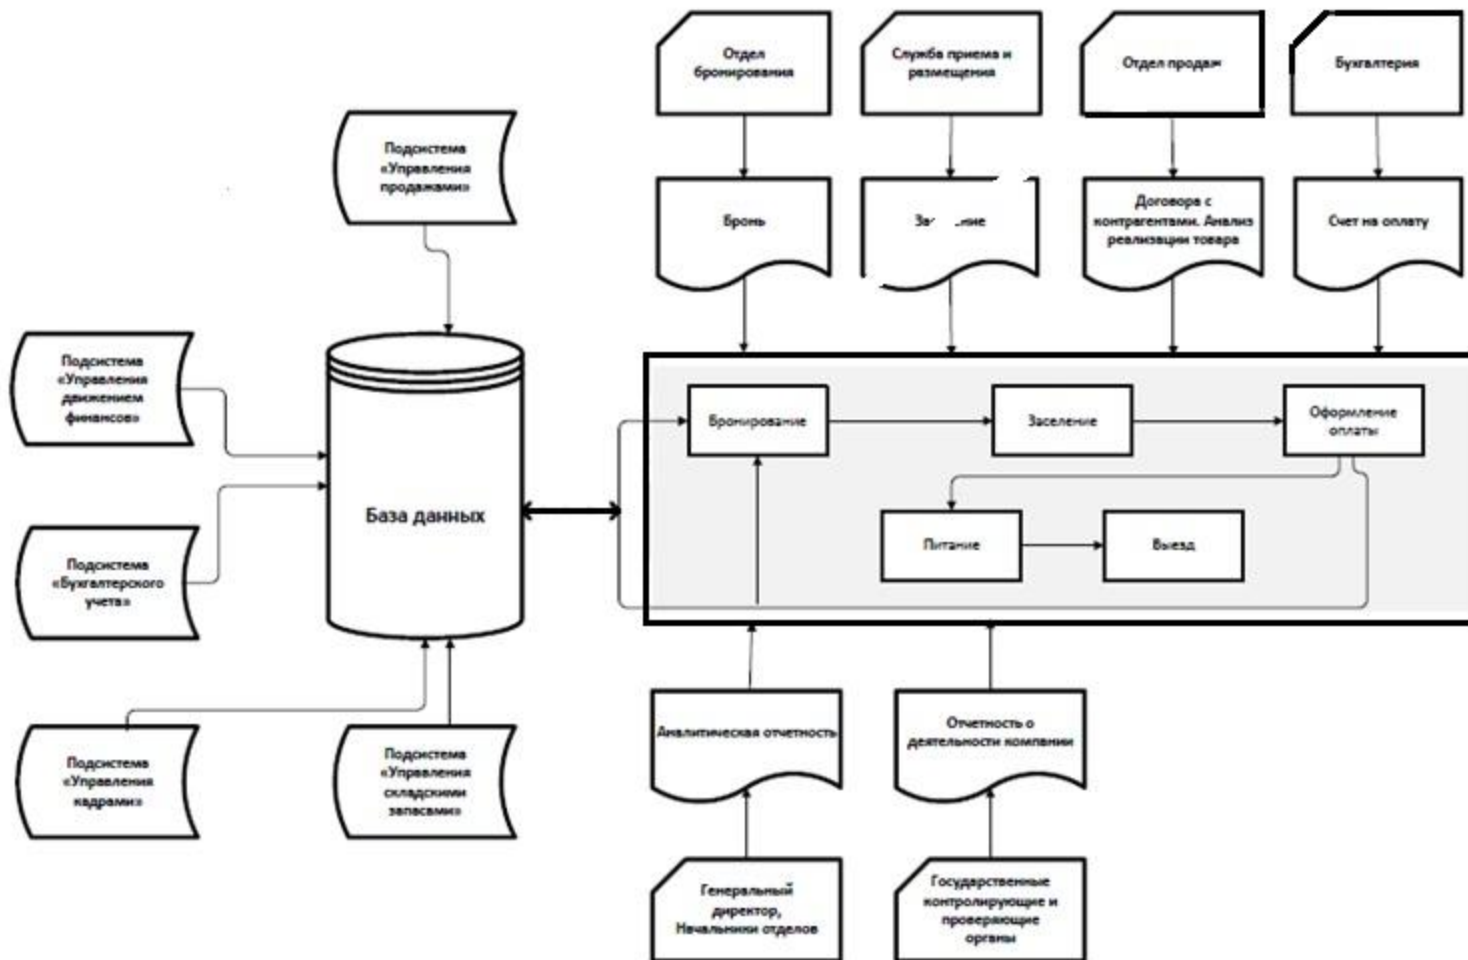 Отдел
бронирования
Служба приема и
размещения
Отдел продаж
Бухгалтерия
Подсистема
«Управления
продажами»
Бронь
Договора с
контрагентами. Анализ
реализации товара
Счет на оплату
Подсистема
«Управления
движением
финансов»
База данных
Бронирование
Заселение
Оформление
оплаты
Питание
Выезд
Подсистема
«Бухгалтерского
учета»
Подсистема
«Управления
кадрами»
Подсистема
«Управления
складскими
запасами»
Аналитическая отчетность
Отчетность о
деятельности компании
Генеральный
директор,
Начальники отделов
Государственные
контролирующие и
проверяющие
органы